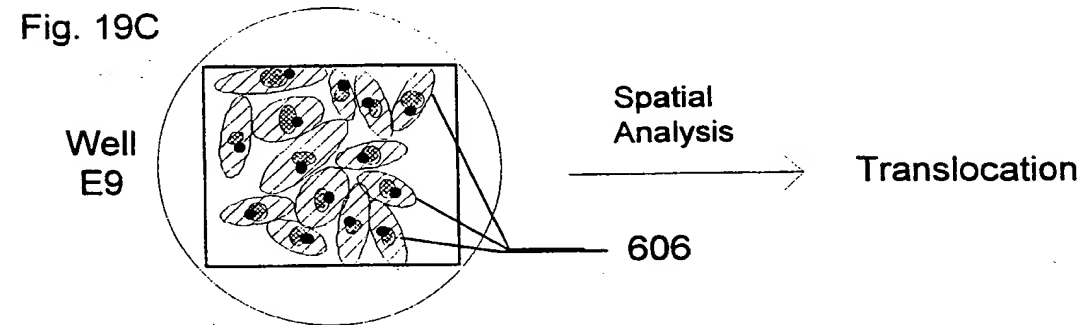 Fig. 19C
Well
E9
Spatial
Analysis
Translocation
606